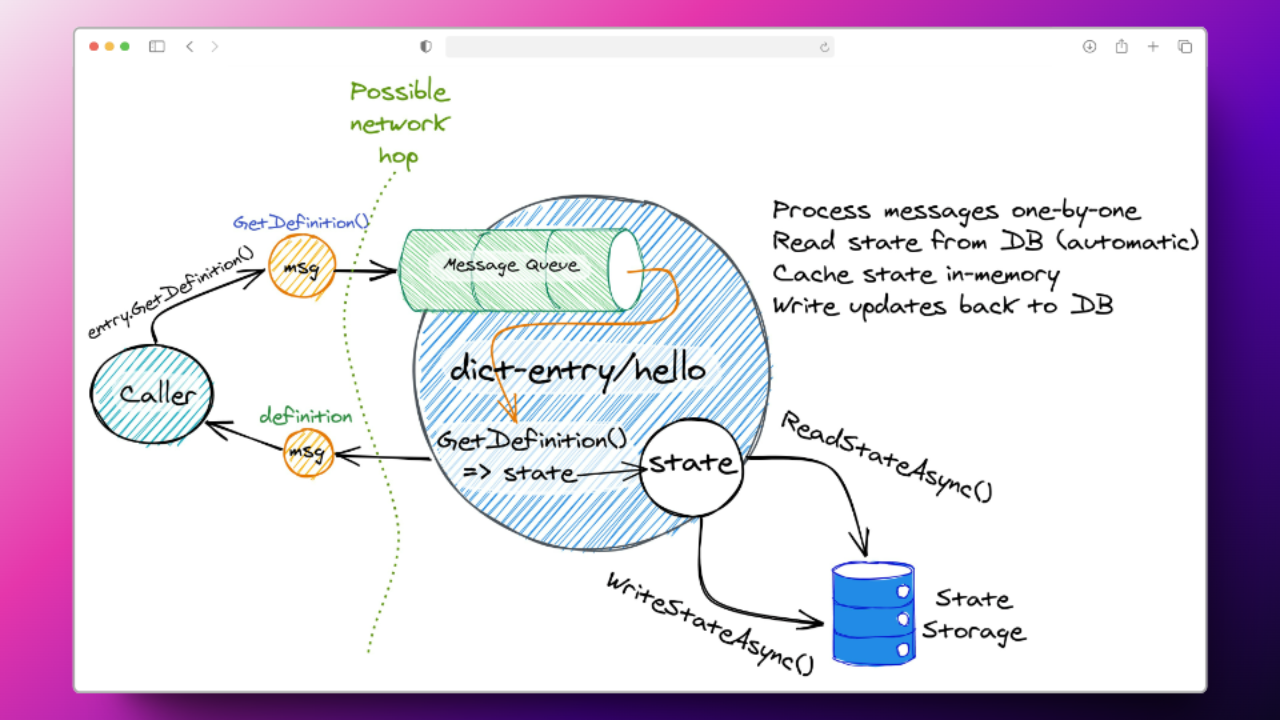 Possible
network
hop
GetDefinition()
msg
entry.GetDefinition()
Caller
definition
msg
Message Queue
dict-entry/hello
GetDefinition()
=> state
state
Process messages one-by-one
Read state from DB (automatic)
Cache state in-memory
Write updates back to DB
ReadStateAsync()
WriteStateAsync()
State
Storage